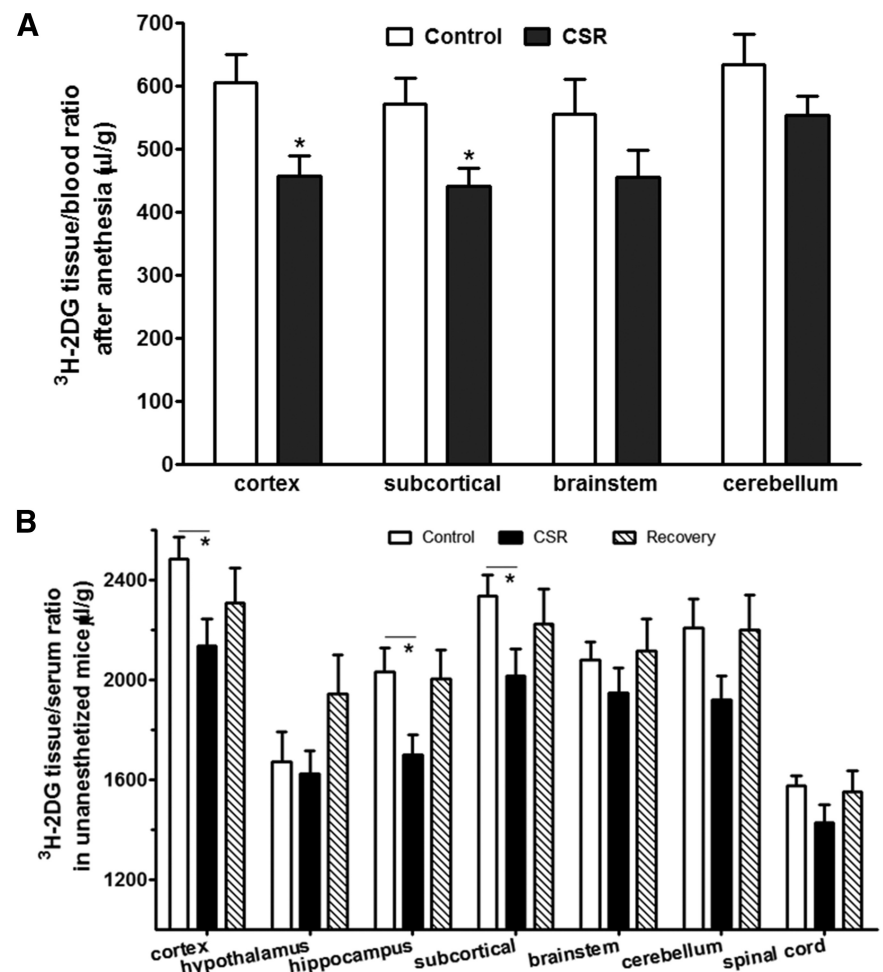 A
700
600
500
400
300
200
100
0
³H-2DG tissue/blood ratio
after anethesia (µl/g)
Control CSR
*
*
cortex subcortical brainstem cerebellum
B
2400
2000
1600
1200
³H-2DG tissue/serum ratio
in unanesthetized mice(µl/g)
Control CSR Recovery
*
*
*
cortex hypothalamus hippocampus subcortical brainstem cerebellum spinal cord